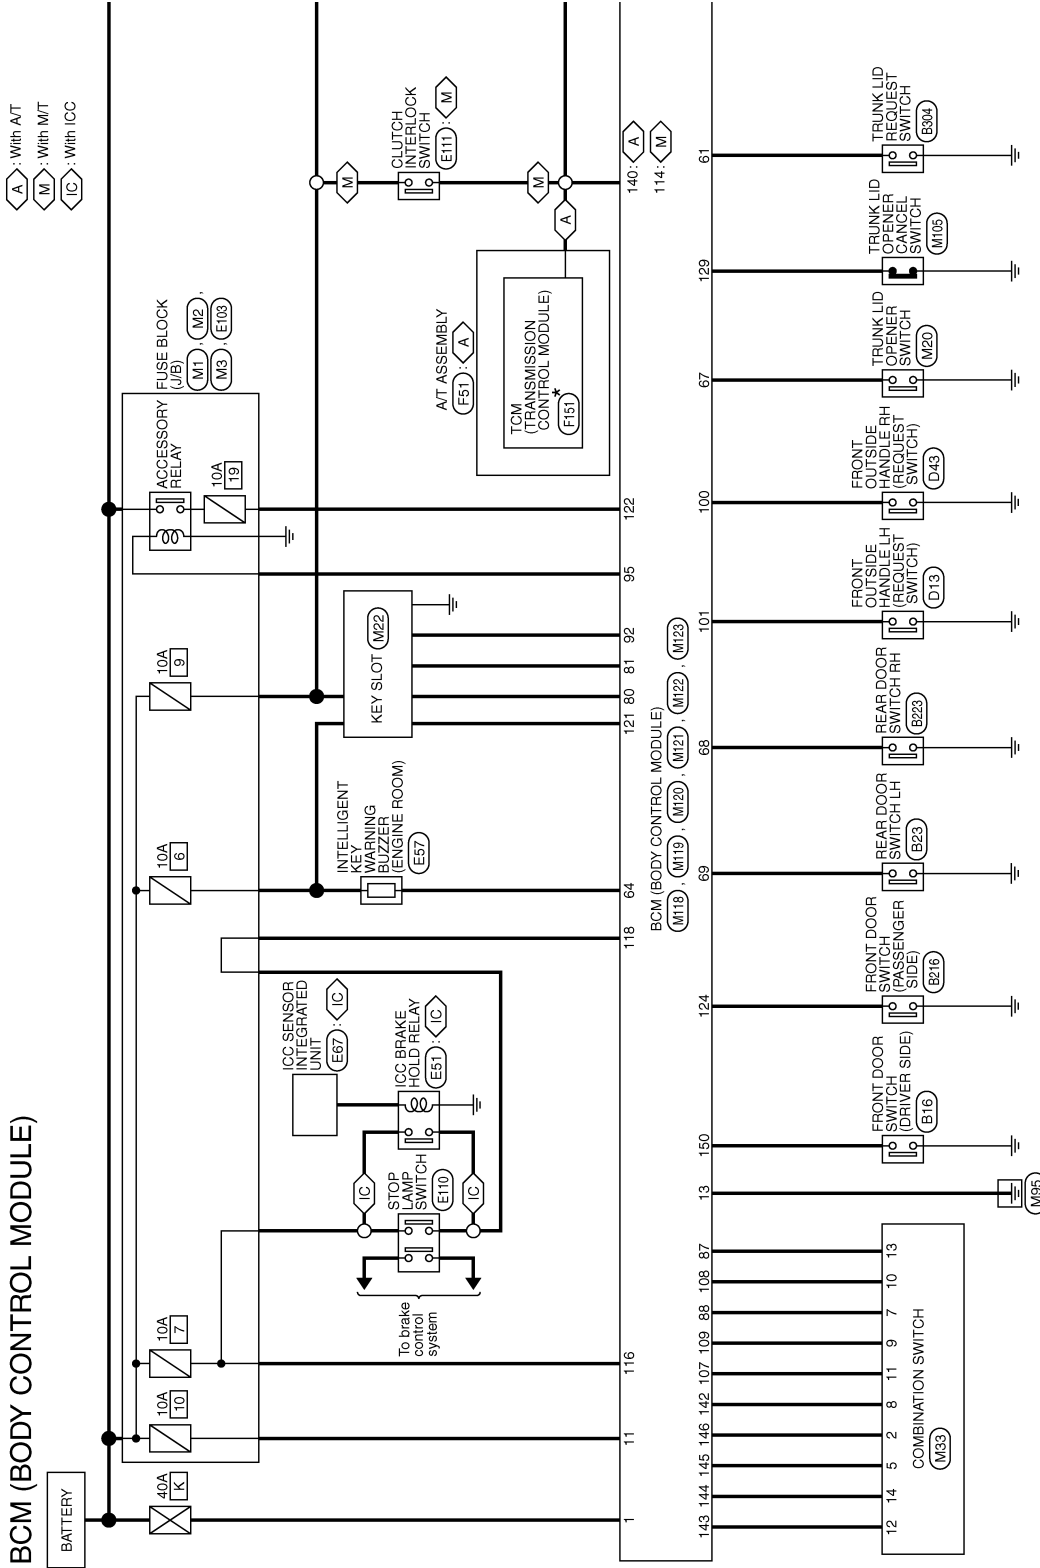 BCM (BODY CONTROL MODULE)
A : With A/T
M : With M/T
IC : With ICC
BATTERY
40A
K
10A
10
10A
7
10A
6
10A
9
ACCESSORY
RELAY
10A
19
FUSE BLOCK
(J/B)
M1 , M2 ,
M3 , E103
To brake
control
system
STOP
LAMP
SWITCH
E110
IC
IC
ICC SENSOR
INTEGRATED
UNIT
E67 : IC
ICC BRAKE
HOLD RELAY
E51 : IC
INTELLIGENT
KEY
WARNING
BUZZER
(ENGINE ROOM)
E57
KEY SLOT M22
A/T ASSEMBLY
F51 : A
TCM
(TRANSMISSION
CONTROL MODULE)
F151 *
A
M
M
CLUTCH
INTERLOCK
SWITCH
E111 : M
1
11
116
118
64
121
80
81
92
95
122
140: A
114: M
BCM (BODY CONTROL MODULE)
M118 , M119 , M120 , M121 , M122 , M123
143
144
145
146
142
107
109
88
108
87
13
150
124
69
68
101
100
67
129
61
12
14
5
2
8
11
9
7
10
13
COMBINATION SWITCH
M33
M95
FRONT DOOR
SWITCH
(DRIVER SIDE)
B16
FRONT DOOR
SWITCH
(PASSENGER
SIDE)
B216
REAR DOOR
SWITCH LH
B23
REAR DOOR
SWITCH RH
B223
FRONT
OUTSIDE
HANDLE LH
(REQUEST
SWITCH)
D13
FRONT
OUTSIDE
HANDLE RH
(REQUEST
SWITCH)
D43
TRUNK LID
OPENER
SWITCH
M20
TRUNK LID
OPENER
CANCEL
SWITCH
M105
TRUNK LID
REQUEST
SWITCH
B304